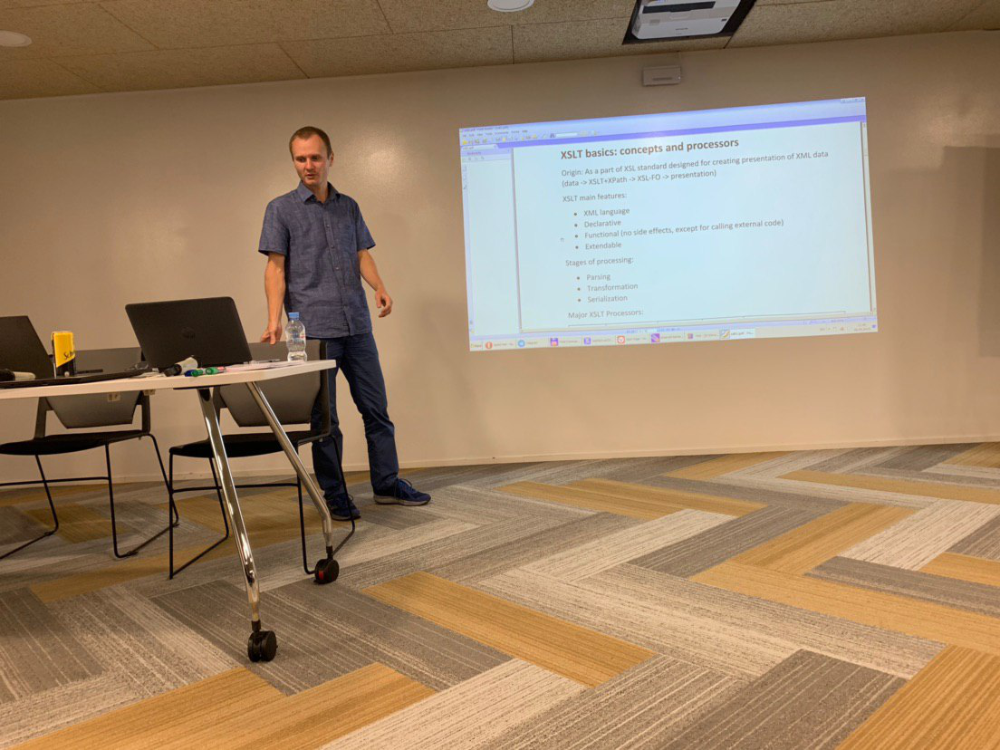 XSLT basics: concepts and processors
Origin: As a part of XSL standard designed for creating presentation of XML data
(data -> XSLT+XPath -> XSL-FO -> presentation)
XSLT main features:
• XML language
• Declarative
• Functional (no side effects, except for calling external code)
• Extendable
Stages of processing:
• Parsing
• Transformation
• Serialization
Major XSLT Processors: